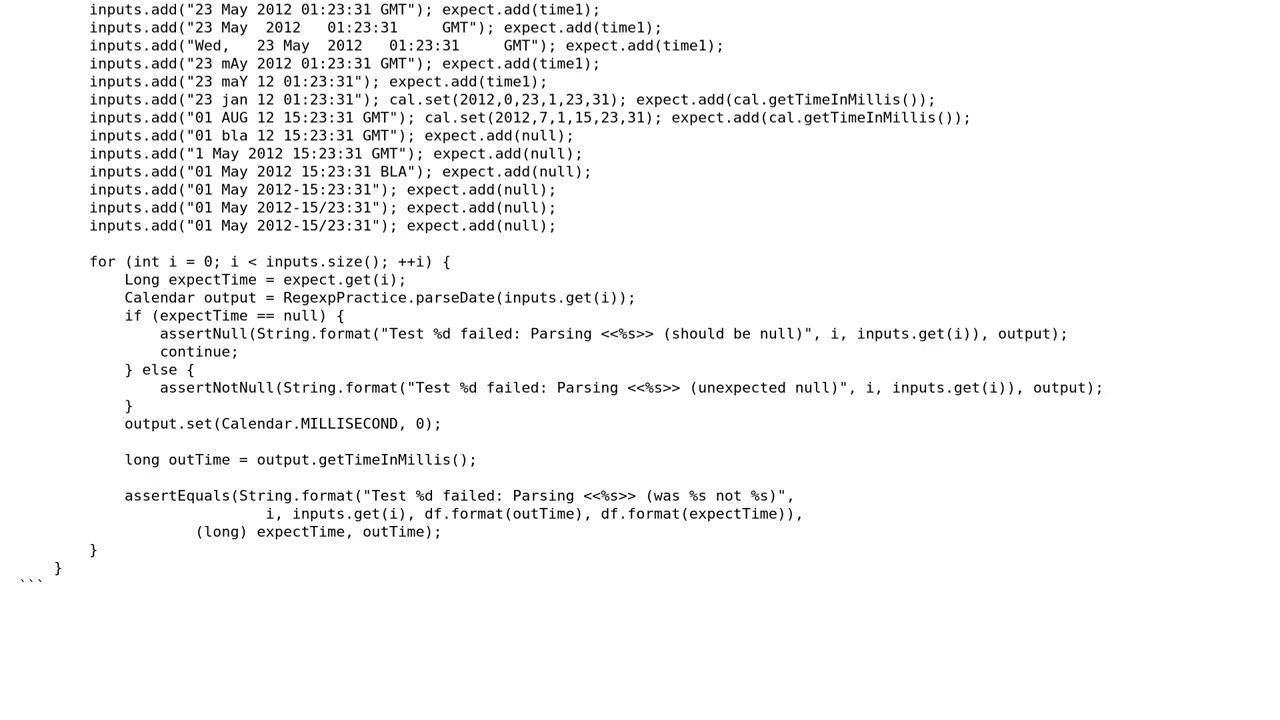 inputs.add("23 May 2012 01:23:31 GMT"); expect.add(time1);
inputs.add("23 May  2012   01:23:31     GMT"); expect.add(time1);
inputs.add("Wed,   23 May  2012   01:23:31     GMT"); expect.add(time1);
inputs.add("23 mAy 2012 01:23:31 GMT"); expect.add(time1);
inputs.add("23 maY 12 01:23:31"); expect.add(time1);
inputs.add("23 jan 12 01:23:31"); cal.set(2012,0,23,1,23,31); expect.add(cal.getTimeInMillis());
inputs.add("01 AUG 12 15:23:31 GMT"); cal.set(2012,7,1,15,23,31); expect.add(cal.getTimeInMillis());
inputs.add("01 bla 12 15:23:31 GMT"); expect.add(null);
inputs.add("1 May 2012 15:23:31 GMT"); expect.add(null);
inputs.add("01 May 2012 15:23:31 BLA"); expect.add(null);
inputs.add("01 May 2012-15:23:31"); expect.add(null);
inputs.add("01 May 2012-15/23:31"); expect.add(null);
inputs.add("01 May 2012-15/23:31"); expect.add(null);
for (int i = 0; i < inputs.size(); ++i) {
Long expectTime = expect.get(i);
Calendar output = RegexpPractice.parseDate(inputs.get(i));
if (expectTime == null) {
assertNull(String.format("Test %d failed: Parsing <<%s>> (should be null)", i, inputs.get(i)), output);
continue;
} else {
assertNotNull(String.format("Test %d failed: Parsing <<%s>> (unexpected null)", i, inputs.get(i)), output);
}
output.set(Calendar.MILLISECOND, 0);
long outTime = output.getTimeInMillis();
assertEquals(String.format("Test %d failed: Parsing <<%s>> (was %s not %s)",
i, inputs.get(i), df.format(outTime), df.format(expectTime)),
(long) expectTime, outTime);
}
}
```